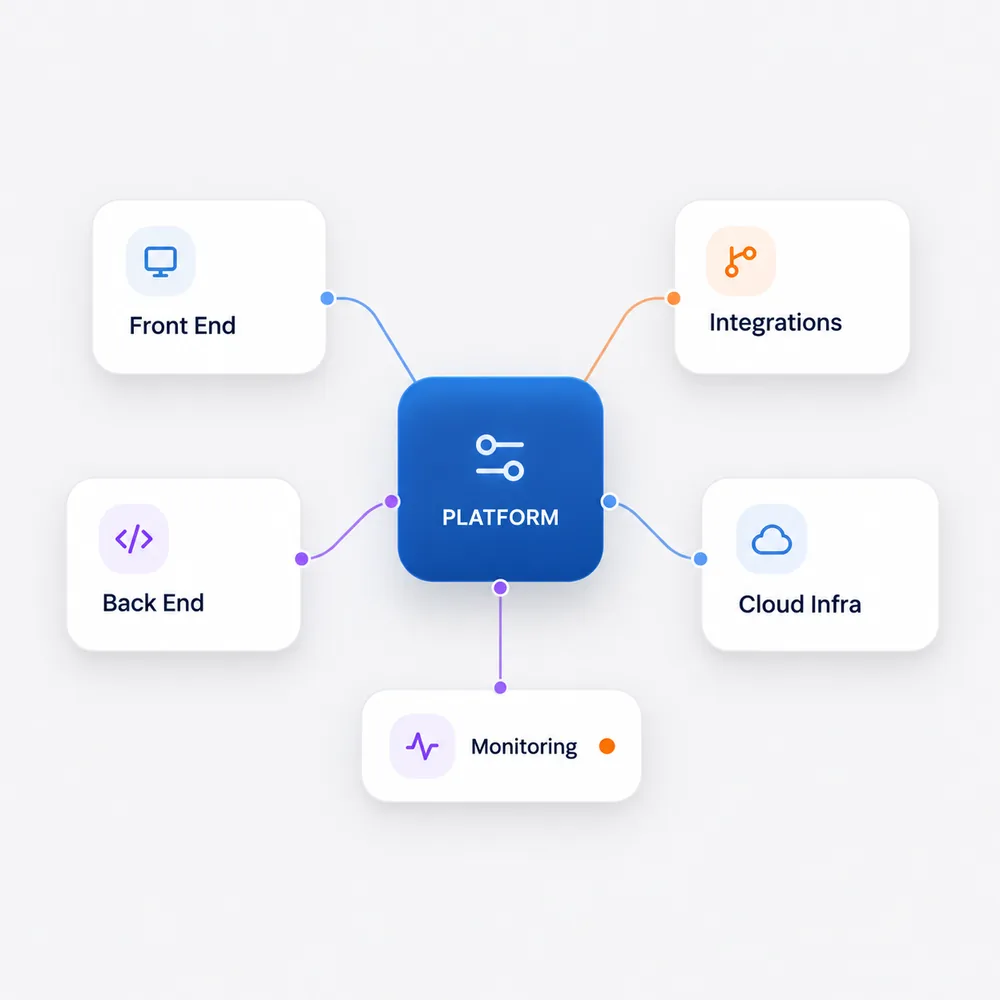 Front End
Integrations
PLATFORM
Back End
Cloud Infra
Monitoring